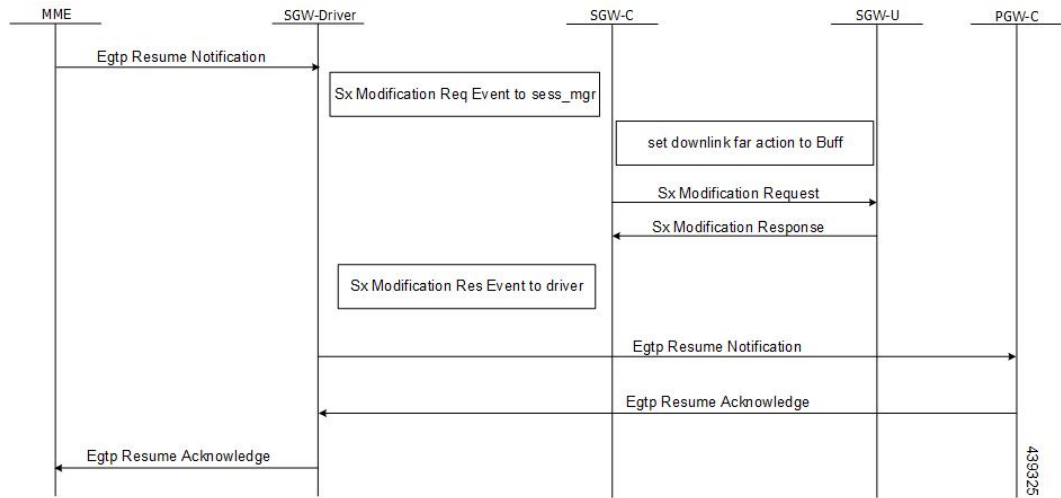 MME
SGW-Driver
SGW-C
SGW-U
PGW-C
Egtp Resume Notification
Sx Modification Req Event to sess_mgr
set downlink far action to Buff
Sx Modification Request
Sx Modification Response
Sx Modification Res Event to driver
Egtp Resume Notification
Egtp Resume Acknowledge
Egtp Resume Acknowledge
439325